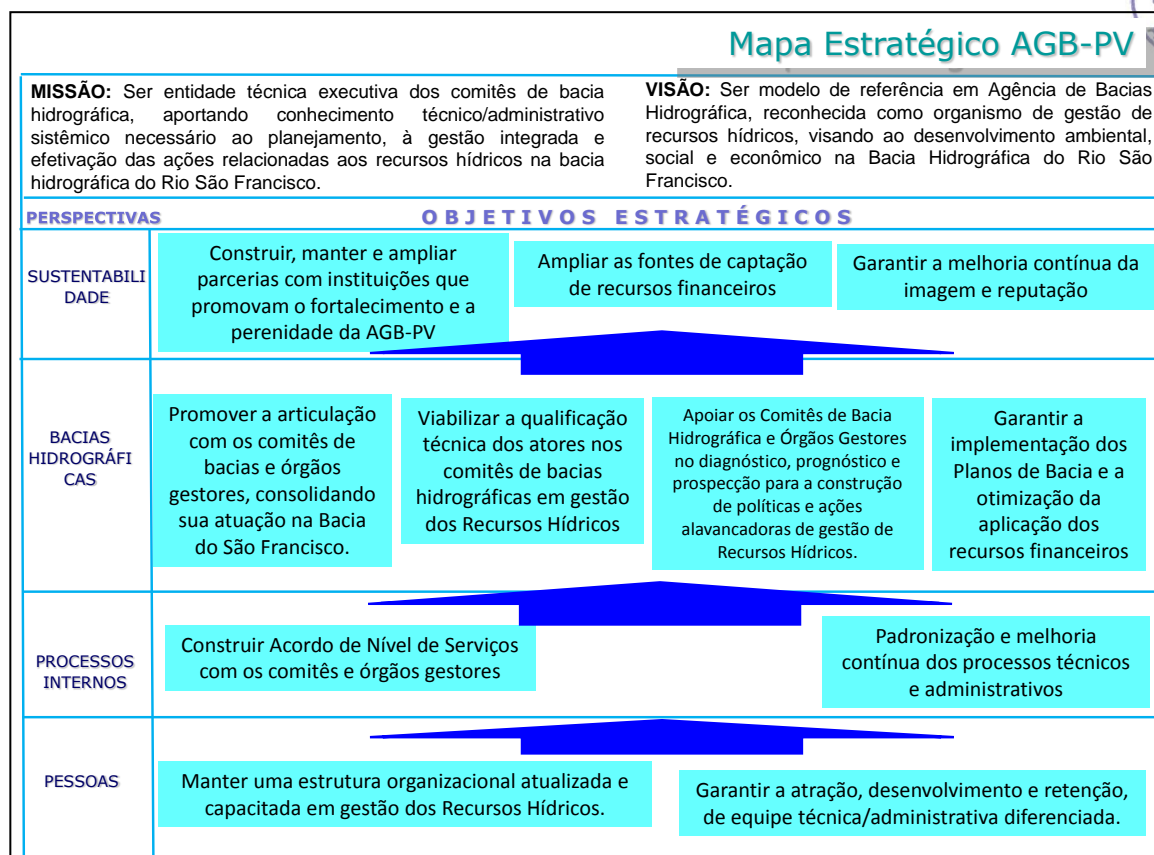 Mapa Estratégico AGB-PV
MISSÃO: Ser entidade técnica executiva dos comitês de bacia
hidrográfica, aportando conhecimento técnico/administrativo
sistêmico necessário ao planejamento, à gestão integrada e
efetivação das ações relacionadas aos recursos hídricos na bacia
hidrográfica do Rio São Francisco.
VISÃO: Ser modelo de referência em Agência de Bacias
Hidrográfica, reconhecida como organismo de gestão de
recursos hídricos, visando ao desenvolvimento ambiental,
social e econômico na Bacia Hidrográfica do Rio São
Francisco.
PERSPECTIVAS
OBJETIVOS ESTRATÉGICOS
SUSTENTABILI
DADE
Construir, manter e ampliar
parcerias com instituições que
promovam o fortalecimento e a
perenidade da AGB-PV
Ampliar as fontes de captação
de recursos financeiros
Garantir a melhoria contínua da
imagem e reputação
BACIAS
HIDROGRÁFI
CAS
Promover a articulação
com os comitês de
bacias e órgãos
gestores, consolidando
sua atuação na Bacia
do São Francisco.
Viabilizar a qualificação
técnica dos atores nos
comitês de bacias
hidrográficas em gestão
dos Recursos Hídricos
Apoiar os Comitês de Bacia
Hidrográfica e Órgãos Gestores
no diagnóstico, prognóstico e
prospecção para a construção
de políticas e ações
alavancadoras de gestão de
Recursos Hídricos.
Garantir a
implementação dos
Planos de Bacia e a
otimização da
aplicação dos
recursos financeiros
PROCESSOS
INTERNOS
Construir Acordo de Nível de Serviços
com os comitês e órgãos gestores
Padronização e melhoria
contínua dos processos técnicos
e administrativos
PESSOAS
Manter uma estrutura organizacional atualizada e
capacitada em gestão dos Recursos Hídricos.
Garantir a atração, desenvolvimento e retenção,
de equipe técnica/administrativa diferenciada.